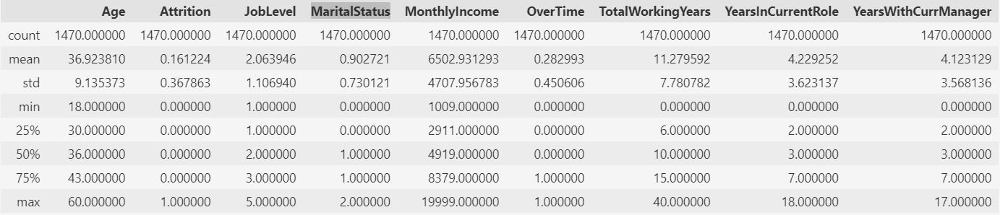 Age Attrition JobLevel MaritalStatus MonthlyIncome OverTime TotalWorkingYears YearsInCurrentRole YearsWithCurrManager
count 1470.000000 1470.000000 1470.000000 1470.000000 1470.000000 1470.000000 1470.000000 1470.000000 1470.000000
mean 36.923810 0.161224 2.063946 0.902721 6502.931293 0.282993 11.279592 4.229252 4.123129
std 9.135373 0.367863 1.106940 0.730121 4707.956783 0.450606 7.780782 3.623137 3.568136
min 18.000000 0.000000 1.000000 0.000000 1009.000000 0.000000 0.000000 0.000000 0.000000
25% 30.000000 0.000000 1.000000 0.000000 2911.000000 0.000000 6.000000 2.000000 2.000000
50% 36.000000 0.000000 2.000000 1.000000 4919.000000 0.000000 10.000000 3.000000 3.000000
75% 43.000000 0.000000 3.000000 1.000000 8379.000000 1.000000 15.000000 7.000000 7.000000
max 60.000000 1.000000 5.000000 2.000000 19999.000000 1.000000 40.000000 18.000000 17.000000